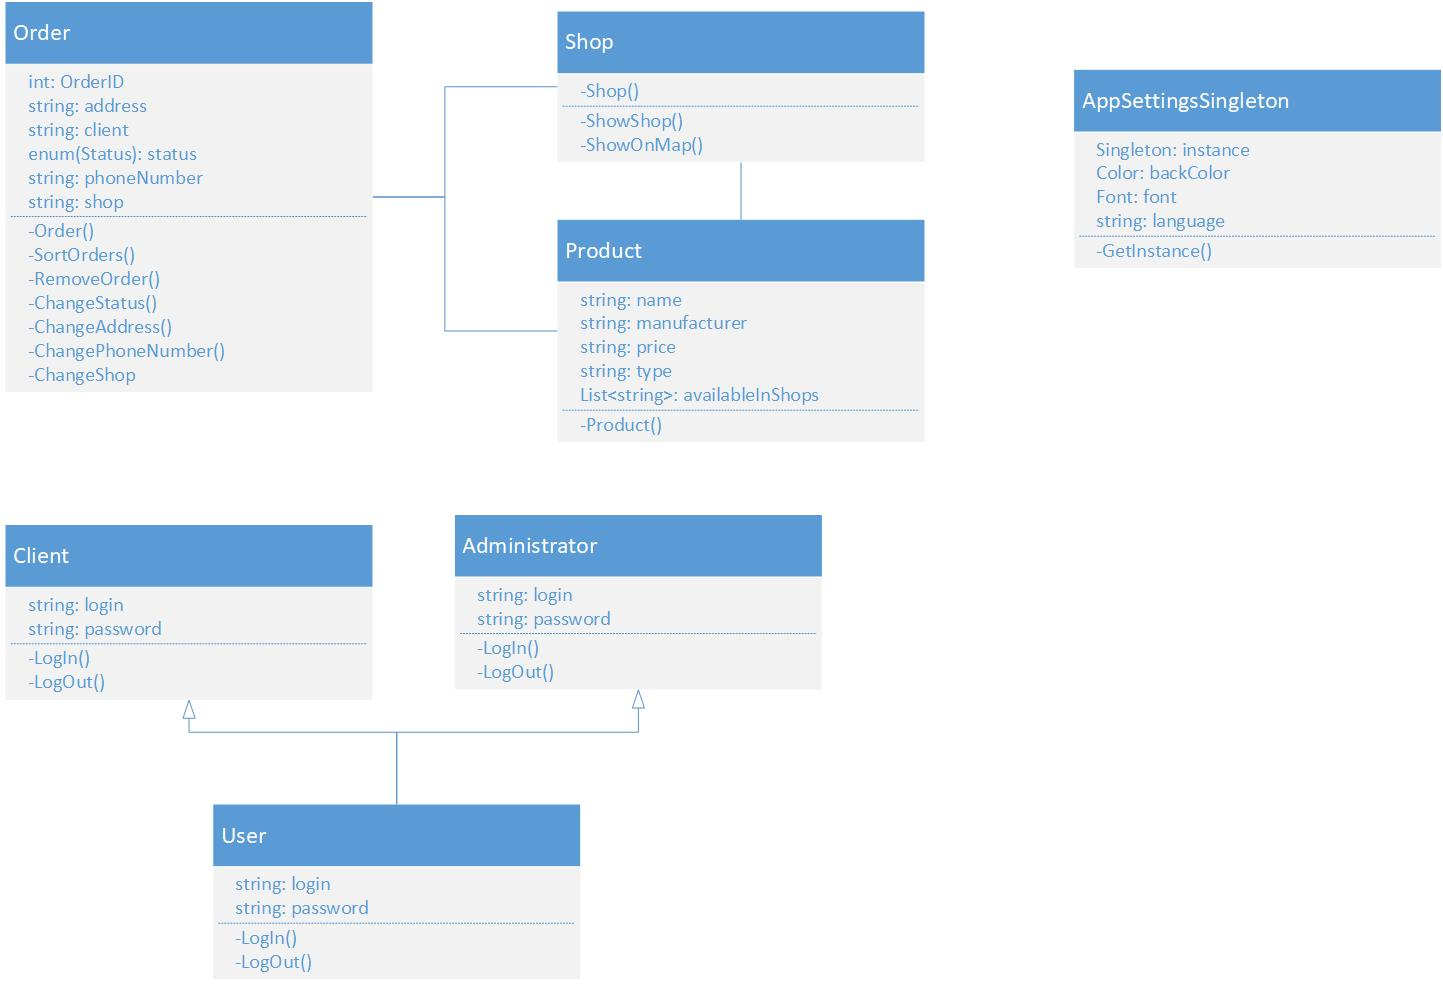 Order
int: OrderID
string: address
string: client
enum(Status): status
string: phoneNumber
string: shop
-Order()
-SortOrders()
-RemoveOrder()
-ChangeStatus()
-ChangeAddress()
-ChangePhoneNumber()
-ChangeShop
Shop
-Shop()
-ShowShop()
-ShowOnMap()
Product
string: name
string: manufacturer
string: price
string: type
List<string>: availableInShops
-Product()
AppSettingsSingleton
Singleton: instance
Color: backColor
Font: font
string: language
-GetInstance()
Client
string: login
string: password
-LogIn()
-LogOut()
Administrator
string: login
string: password
-LogIn()
-LogOut()
User
string: login
string: password
-LogIn()
-LogOut()